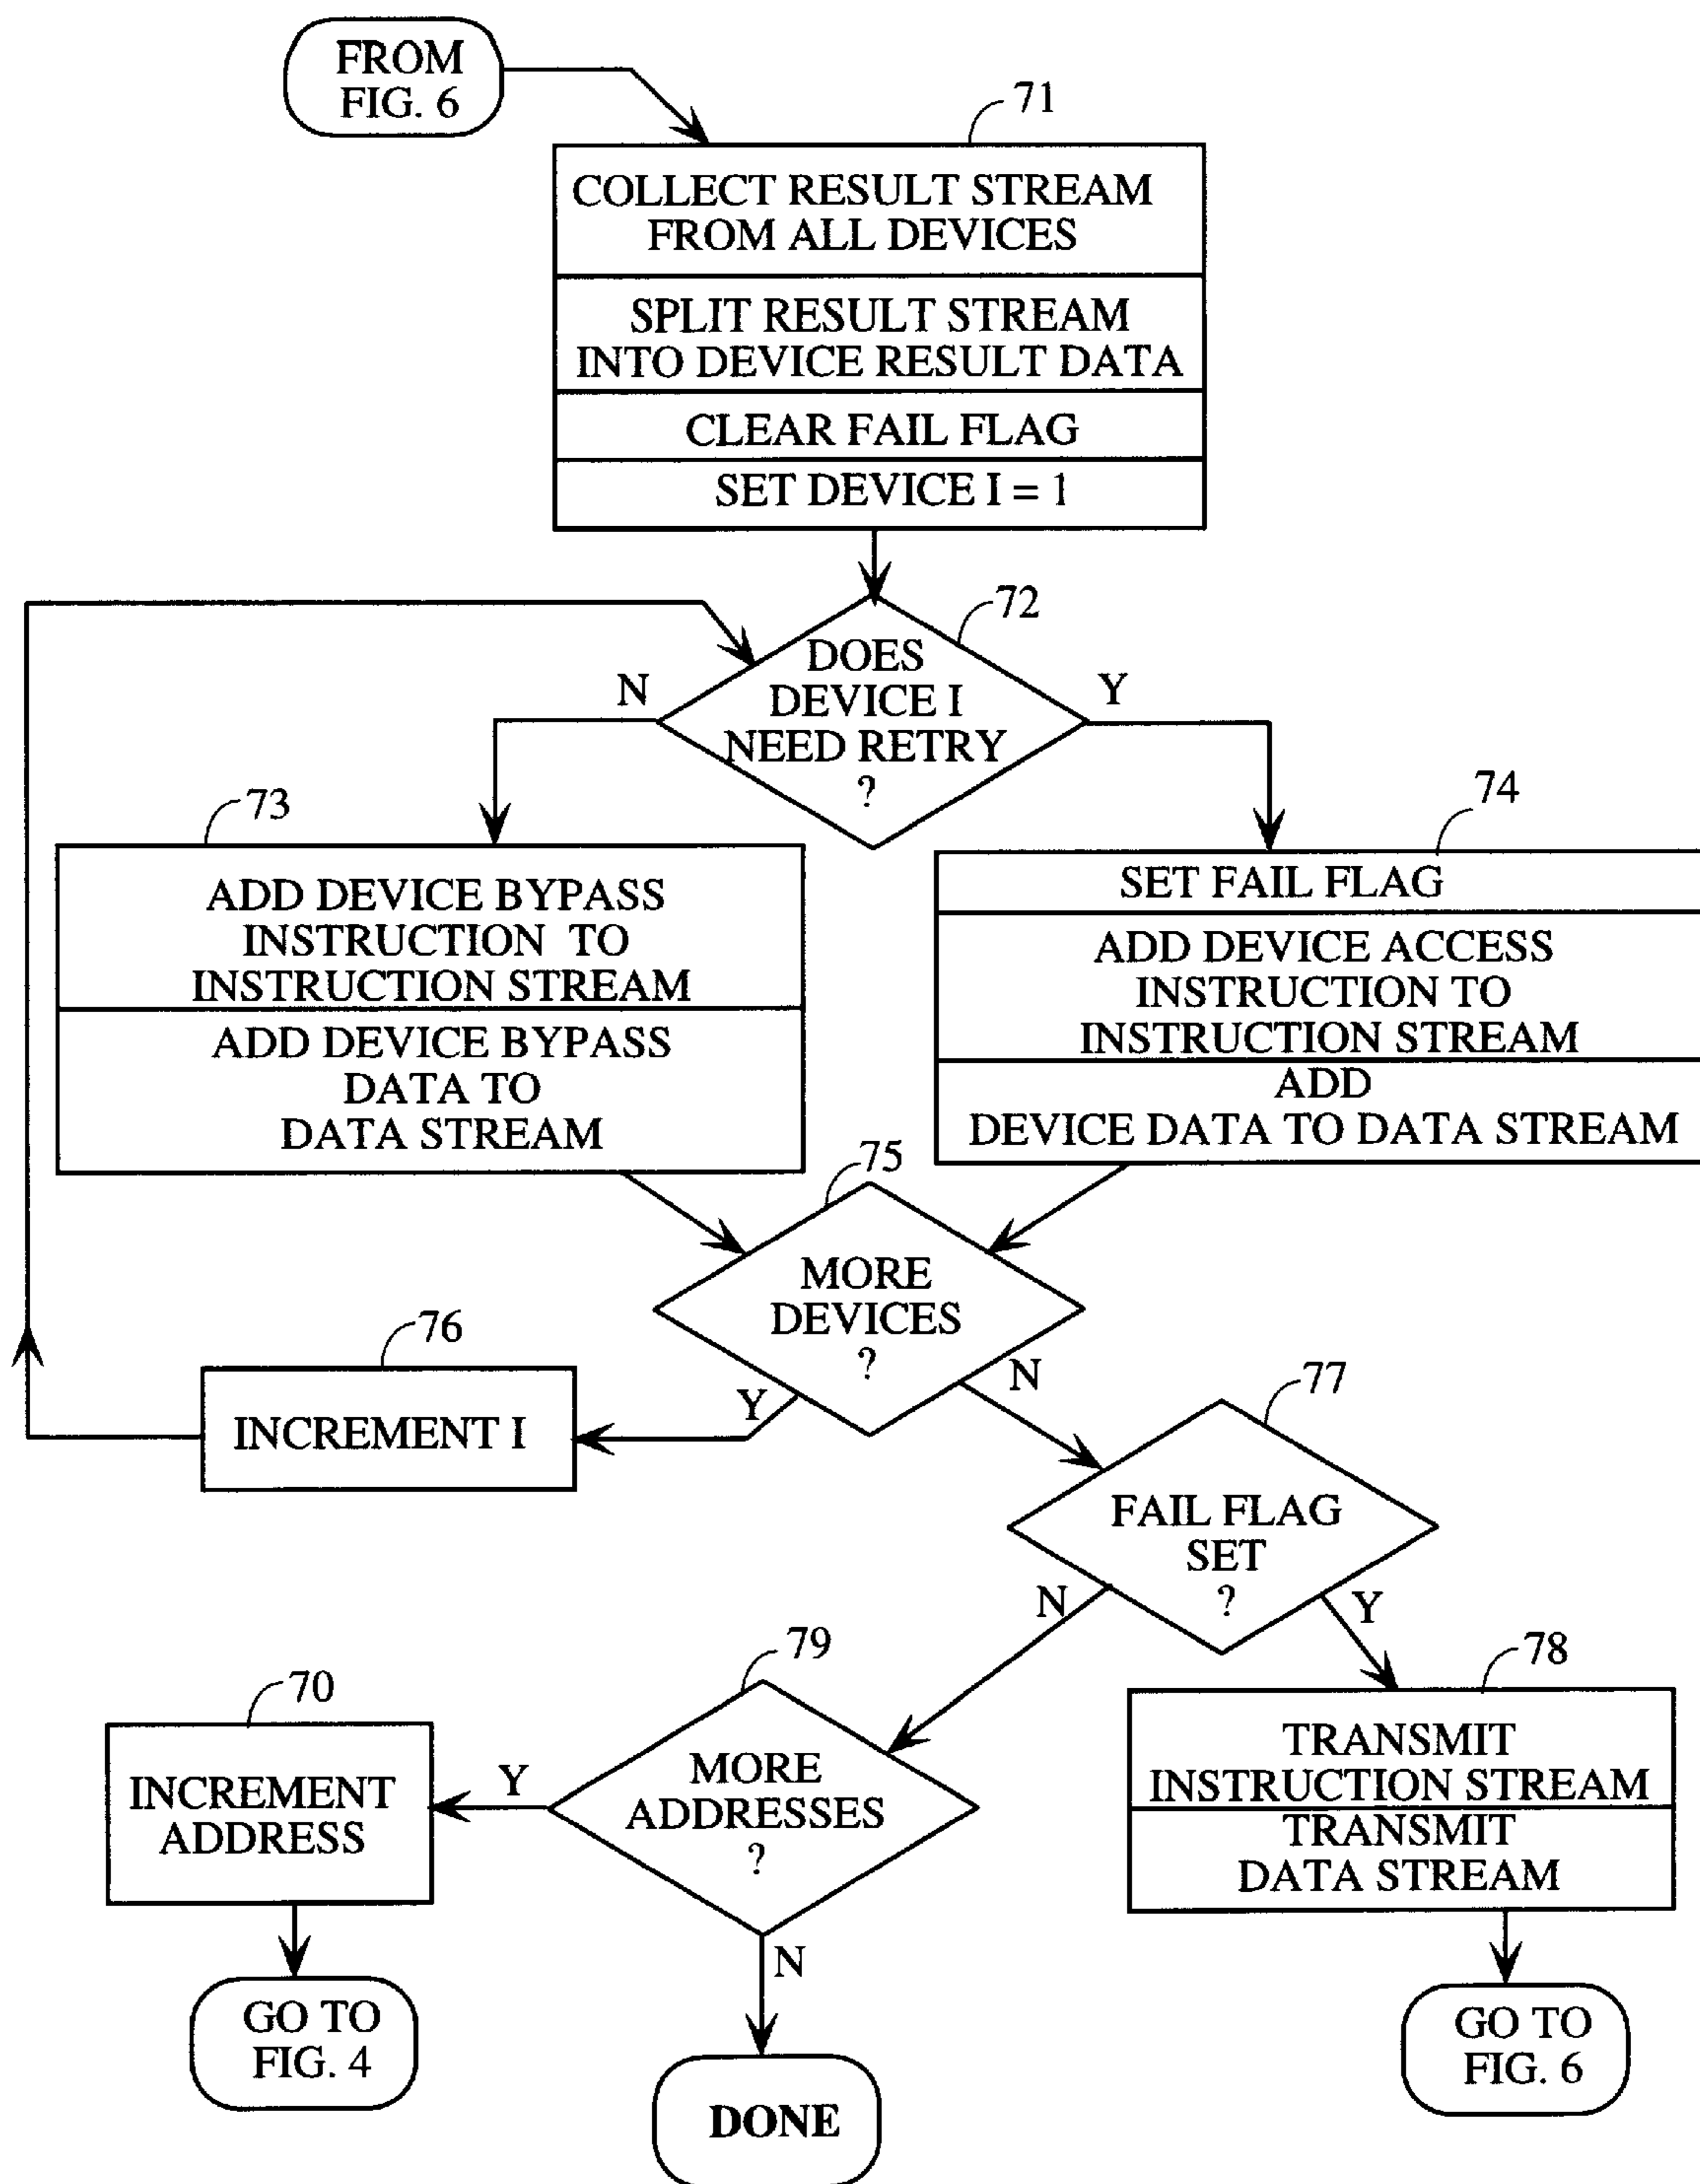 FROM
FIG. 6
71
COLLECT RESULT STREAM
FROM ALL DEVICES
SPLIT RESULT STREAM
INTO DEVICE RESULT DATA
CLEAR FAIL FLAG
SET DEVICE I = 1
72
DOES
DEVICE I
NEED RETRY
?
N
Y
73
ADD DEVICE BYPASS
INSTRUCTION TO
INSTRUCTION STREAM
ADD DEVICE BYPASS
DATA TO
DATA STREAM
74
SET FAIL FLAG
ADD DEVICE ACCESS
INSTRUCTION TO
INSTRUCTION STREAM
ADD
DEVICE DATA TO DATA STREAM
75
MORE
DEVICES
?
Y
N
76
INCREMENT I
77
FAIL FLAG
SET
?
N
Y
78
TRANSMIT
INSTRUCTION STREAM
TRANSMIT
DATA STREAM
GO TO
FIG. 6
79
MORE
ADDRESSES
?
Y
N
70
INCREMENT
ADDRESS
GO TO
FIG. 4
DONE